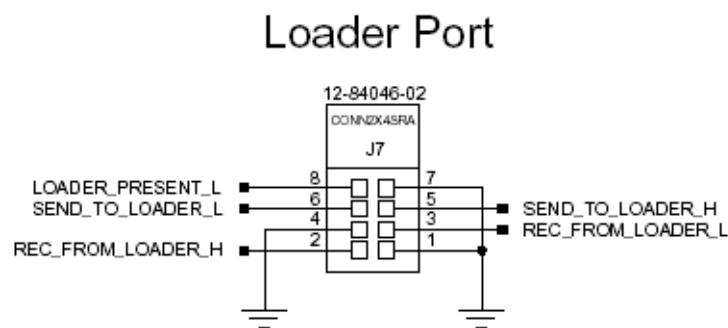 Loader Port
12-84046-02
CONN2X4SRA
J7
LOADER_PRESENT_L 8 7
SEND_TO_LOADER_L 6 5 SEND_TO_LOADER_H
4 3 REC_FROM_LOADER_L
REC_FROM_LOADER_H 2 1